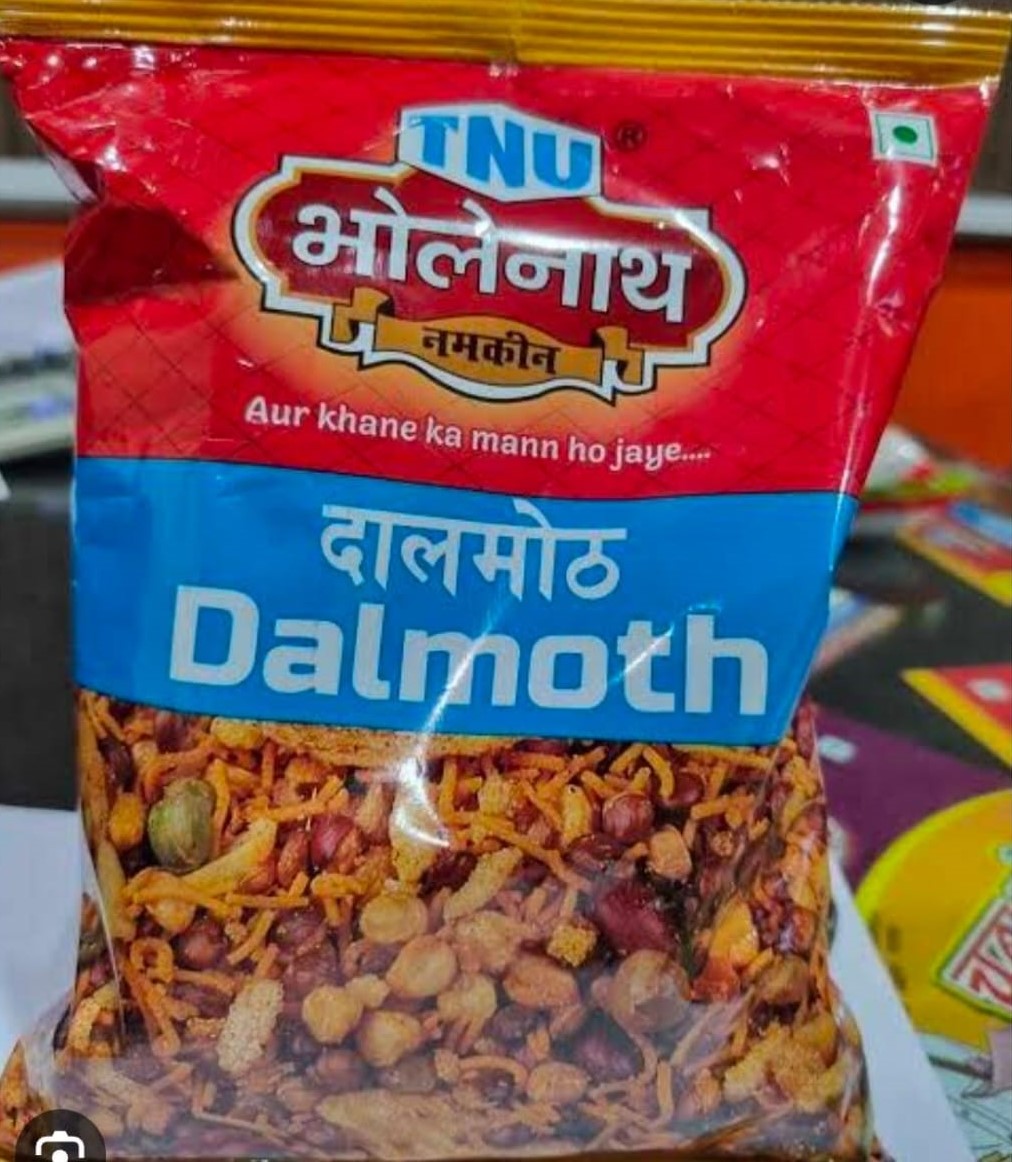 TNU ®
भोलेनाथ
नमकीन
Aur khane ka mann ho jaye....
दालमोठ
Dalmoth